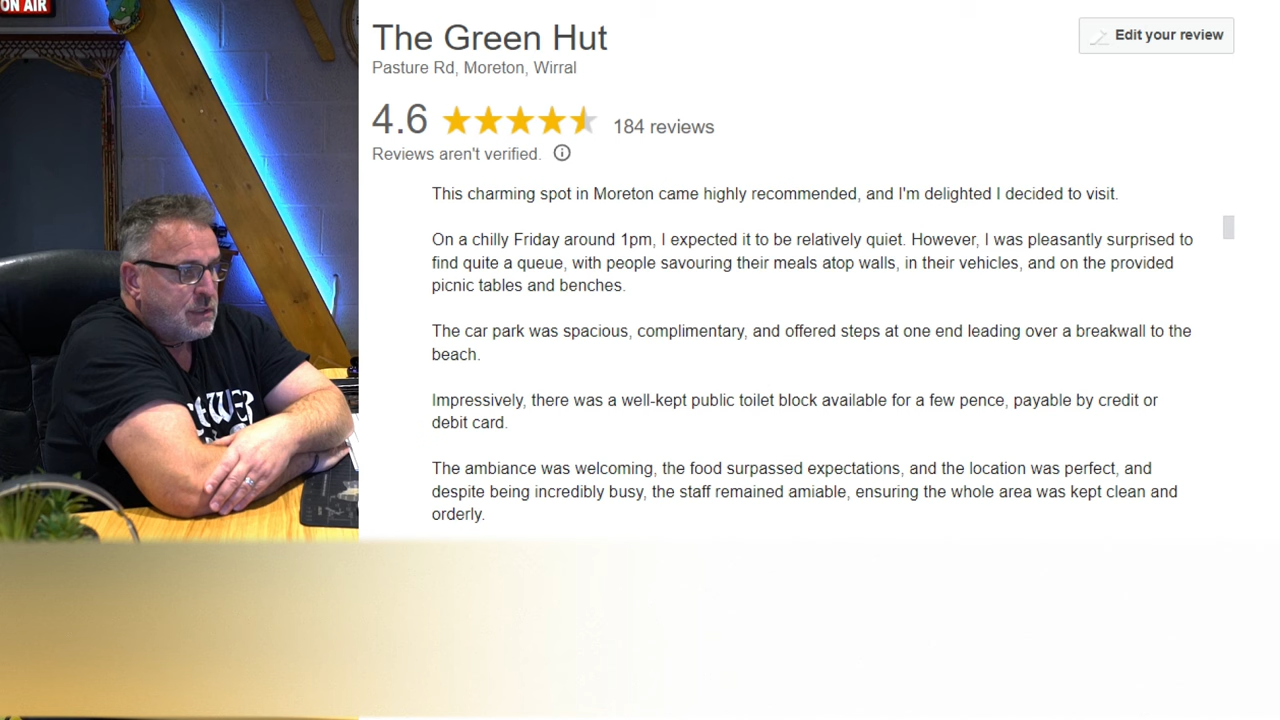 ON AIR
The Green Hut
Edit your review
Pasture Rd, Moreton, Wirral
4.6
184 reviews
Reviews aren't verified.
This charming spot in Moreton came highly recommended, and I'm delighted I decided to visit.
On a chilly Friday around 1pm, I expected it to be relatively quiet. However, I was pleasantly surprised to
find quite a queue, with people savouring their meals atop walls, in their vehicles, and on the provided
picnic tables and benches.
The car park was spacious, complimentary, and offered steps at one end leading over a breakwall to the
beach.
Impressively, there was a well-kept public toilet block available for a few pence, payable by credit or
debit card.
The ambiance was welcoming, the food surpassed expectations, and the location was perfect, and
despite being incredibly busy, the staff remained amiable, ensuring the whole area was kept clean and
orderly.